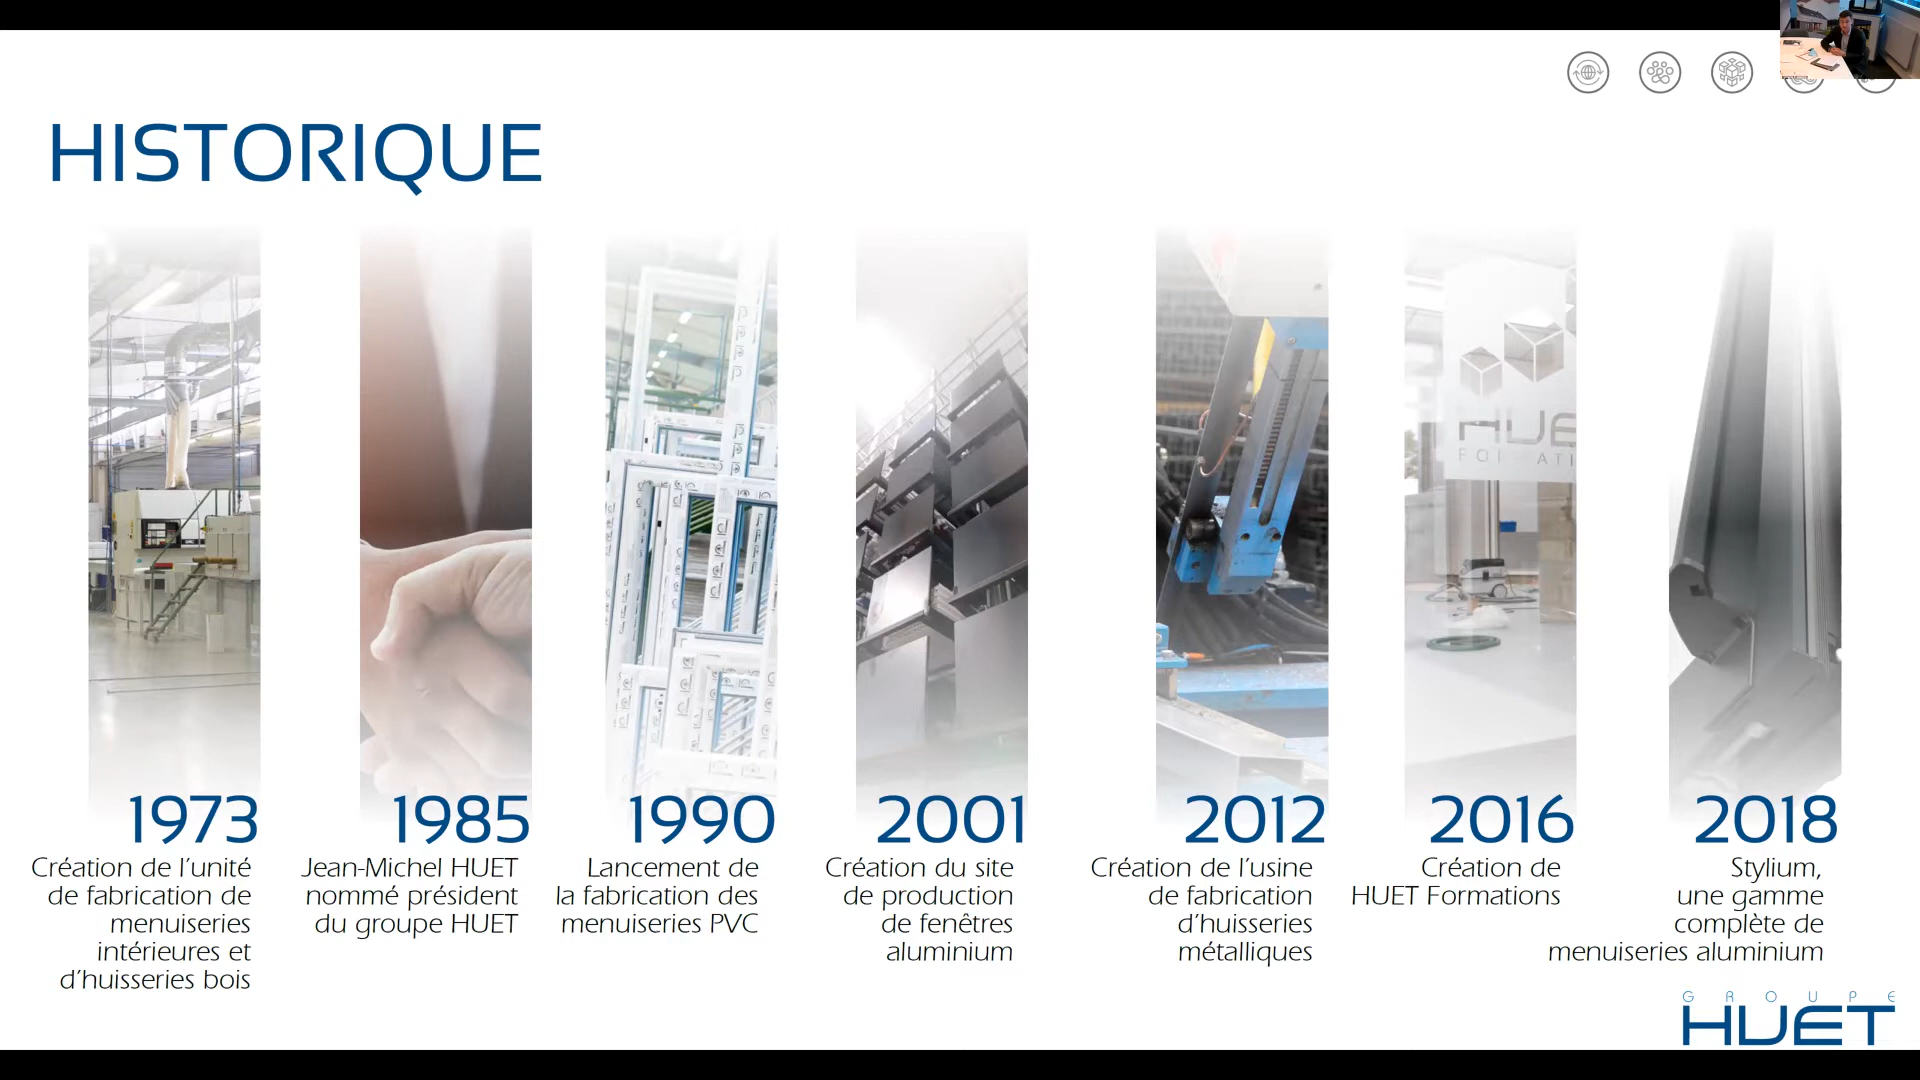 HISTORIQUE
HUE
FO
ATI
1973
Création de l'unité
de fabrication de
menuiseries
intérieures et
d'huisseries bois
1985
Jean-Michel HUET
nommé président
du groupe HUET
1990
Lancement de
la fabrication des
menuiseries PVC
2001
Création du site
de production
de fenêtres
aluminium
2012
Création de l'usine
de fabrication
d'huisseries
métalliques
2016
Création de
HUET Formations
2018
Stylium,
une gamme
complète de
menuiseries aluminium
GROUPE
HUET